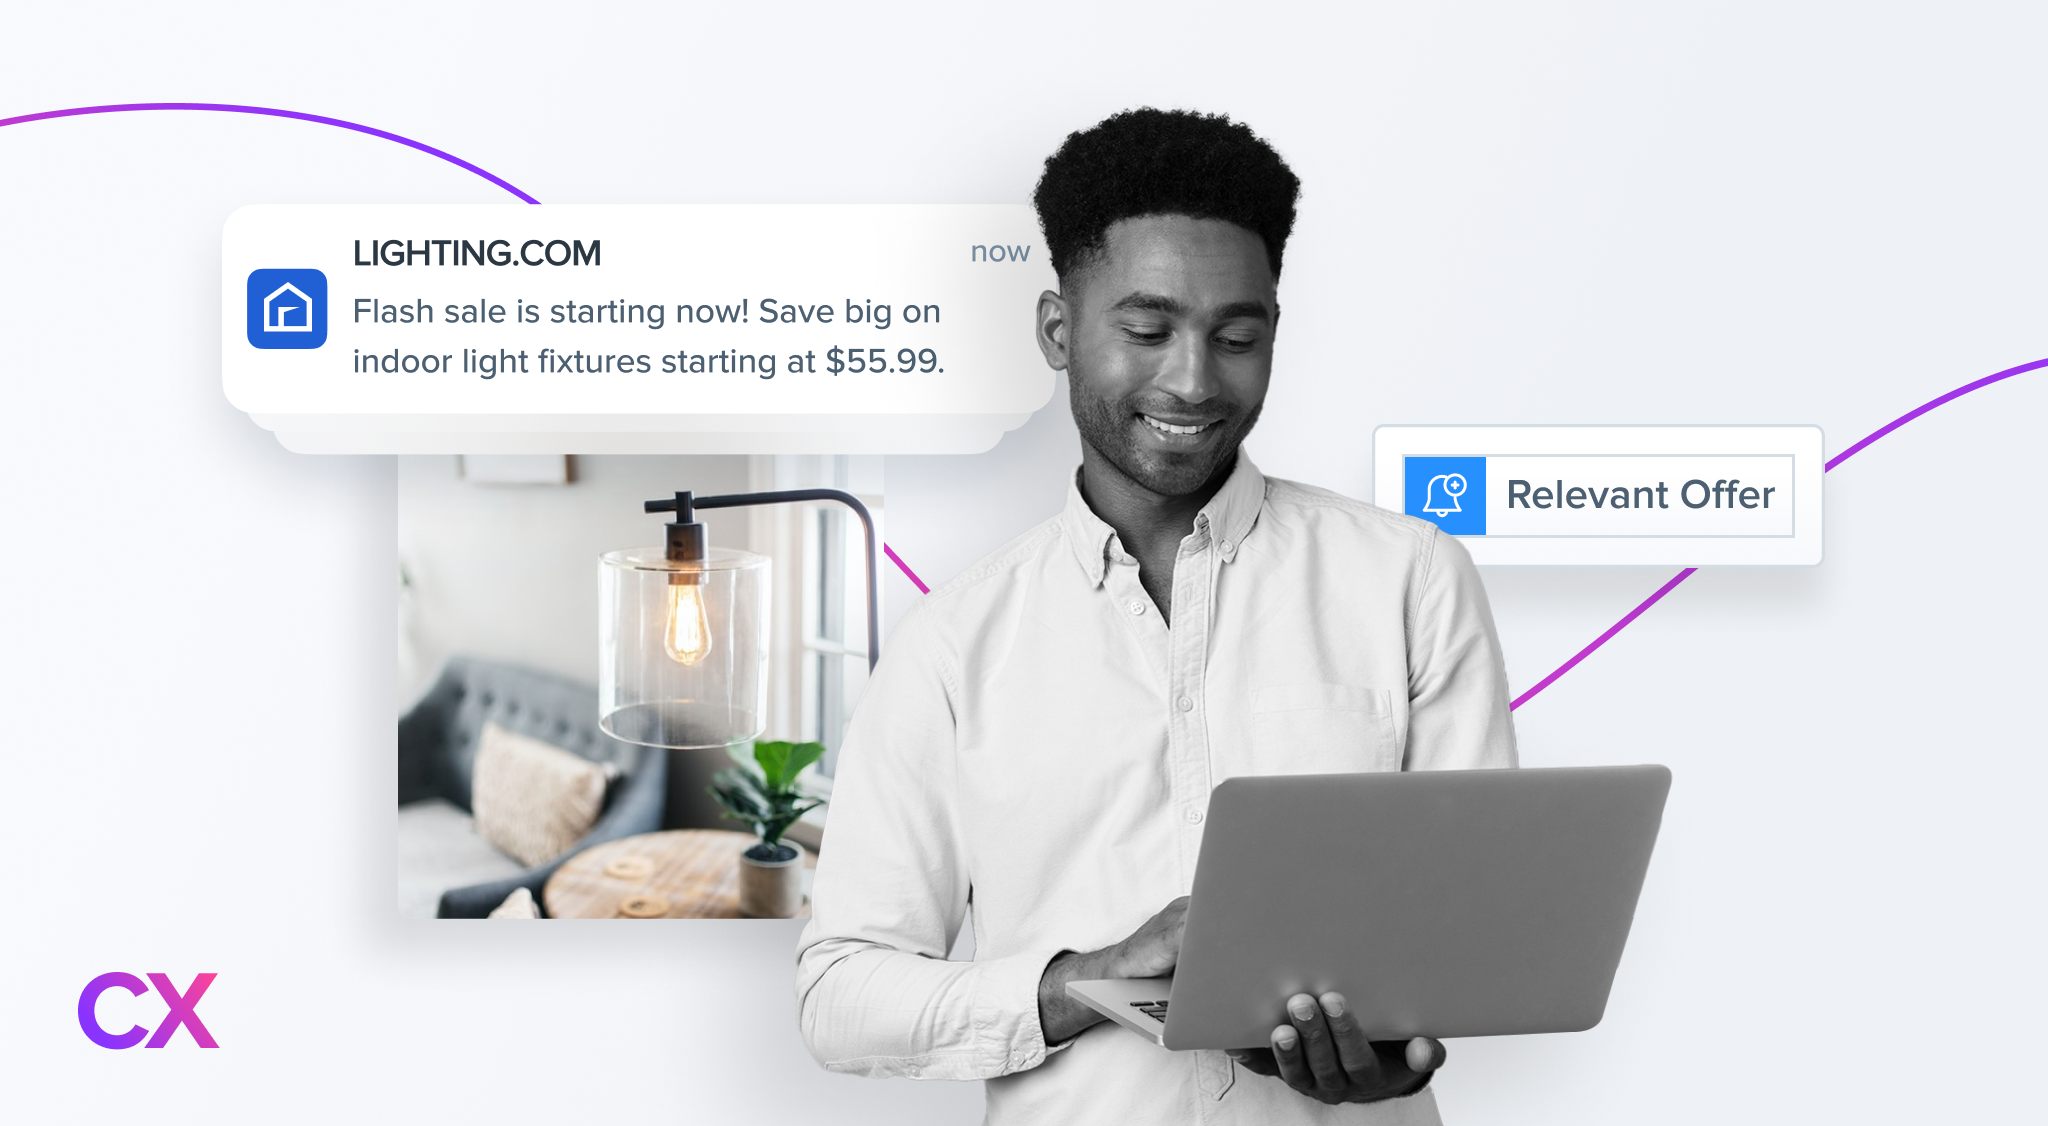 LIGHTING.COM
now
Flash sale is starting now! Save big on
indoor light fixtures starting at $55.99.
Relevant Offer
CX